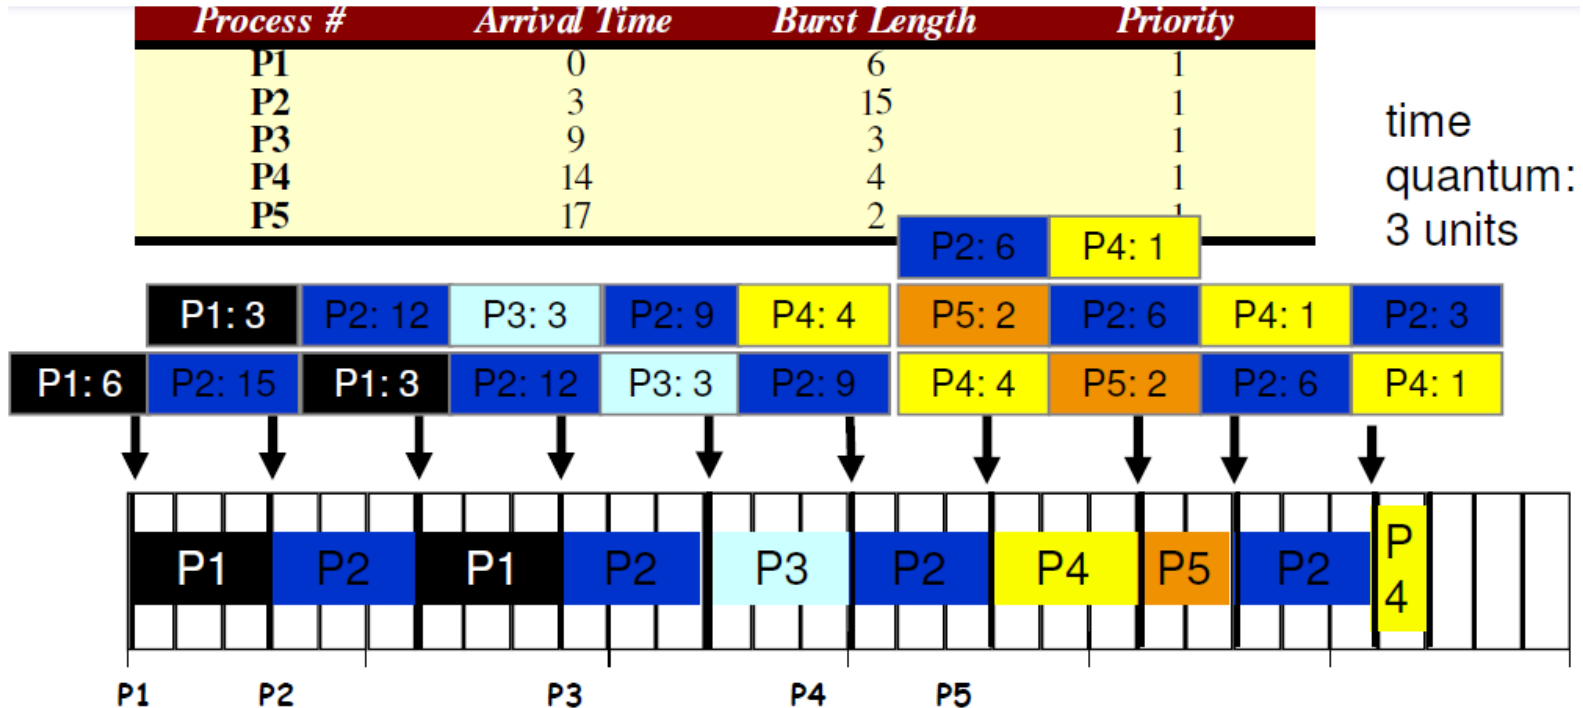 Process # Arrival Time Burst Length Priority
P1 0 6 1
P2 3 15 1
P3 9 3 1
P4 14 4 1
P5 17 2 1
time
quantum:
3 units
P2: 6 P4: 1
P1: 3 P2: 12 P3: 3 P2: 9 P4: 4 P5: 2 P2: 6 P4: 1 P2: 3
P1: 6 P2: 15 P1: 3 P2: 12 P3: 3 P2: 9 P4: 4 P5: 2 P2: 6 P4: 1
P1 P2 P1 P2 P3 P2 P4 P5 P2 P
4
P1 P2 P3 P4 P5